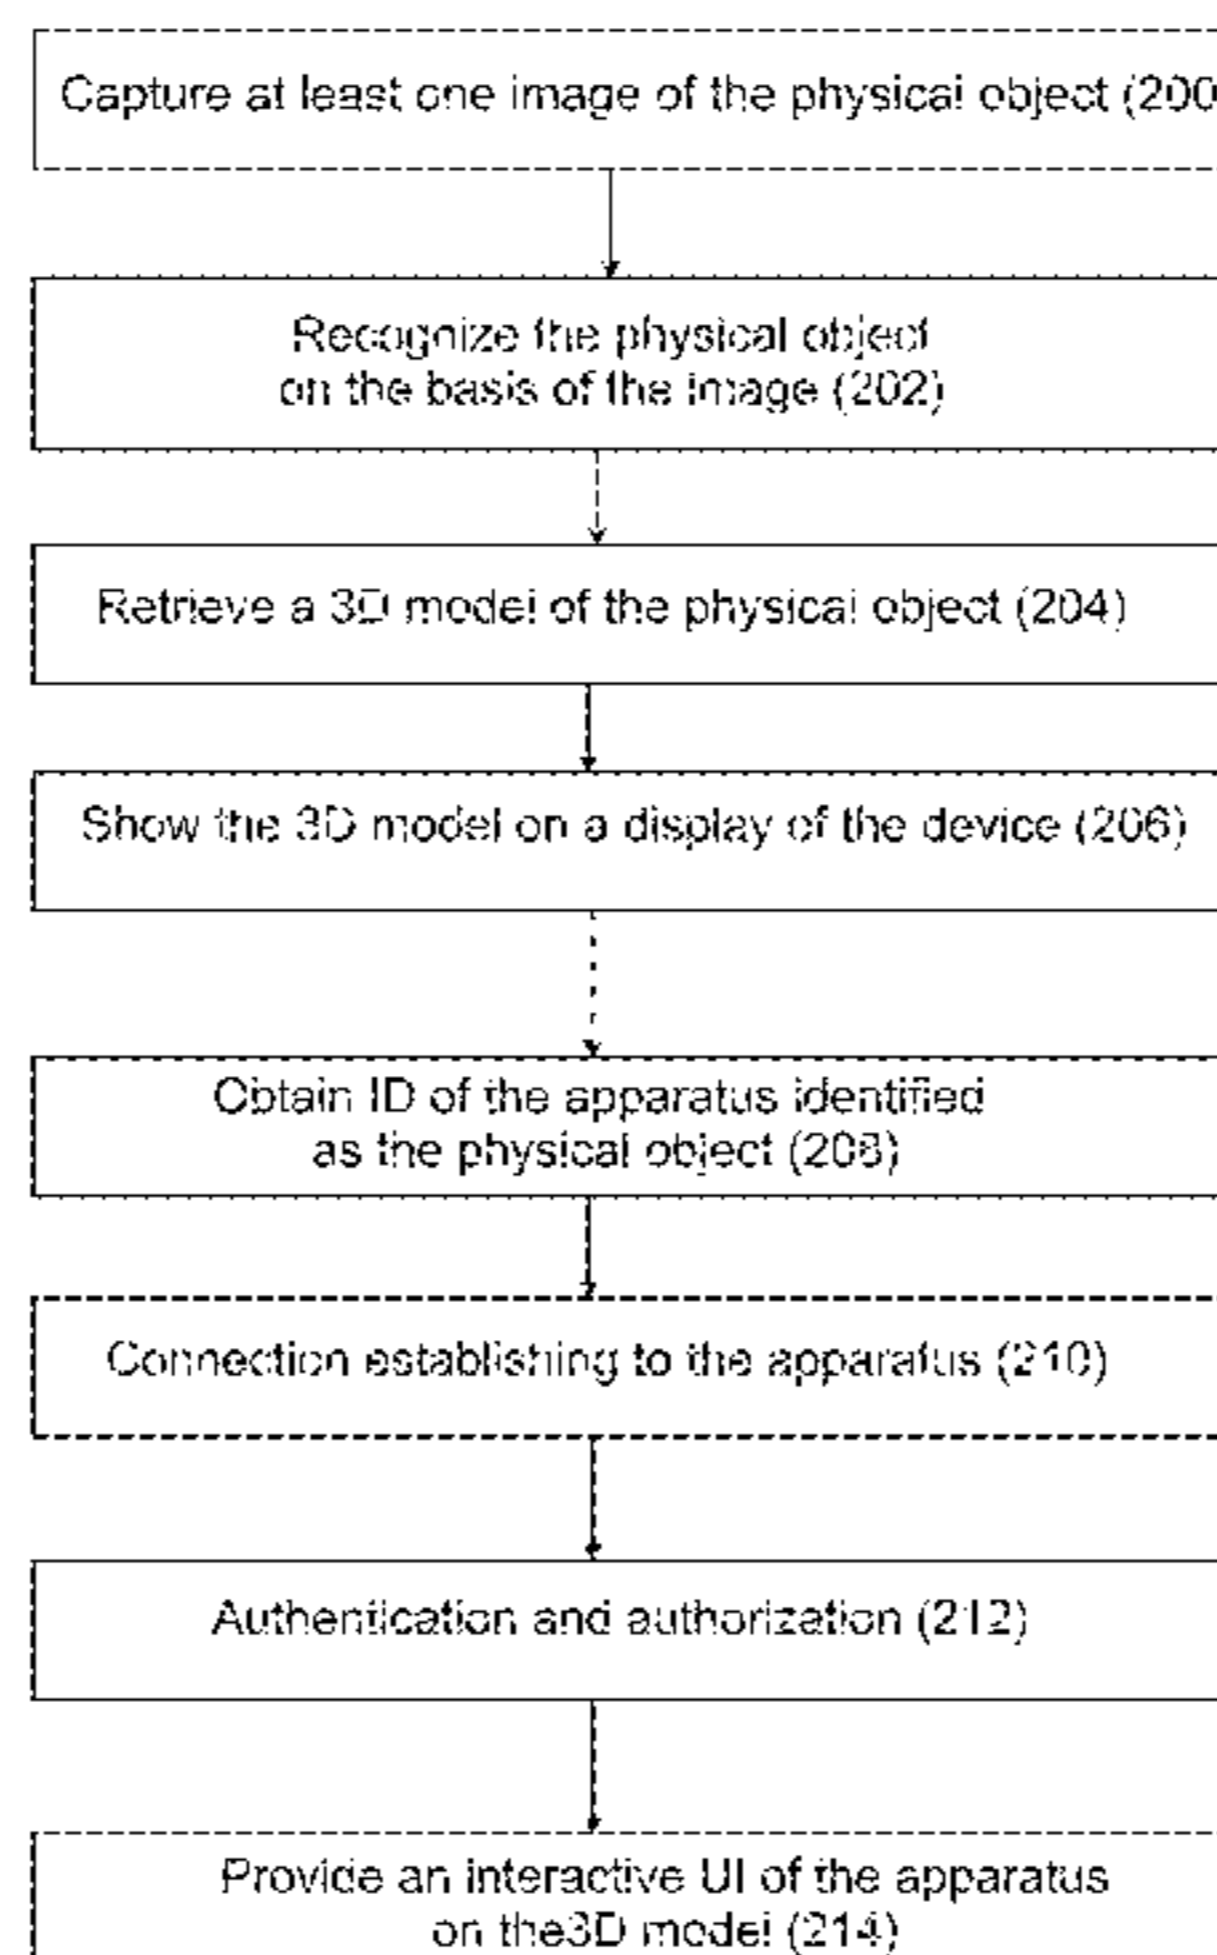 Capture at least one image of the physical object (200
Recognize the physical object
on the basis of the image (202)
Retrieve a 3D model of the physical object (204)
Show the 3D model on a display of the device (206)
Obtain ID of the apparatus identified
as the physical object (208)
Connection establishing to the apparatus (210)
Authentication and authorization (212)
Provide an interactive UI of the apparatus
on the3D model (214)